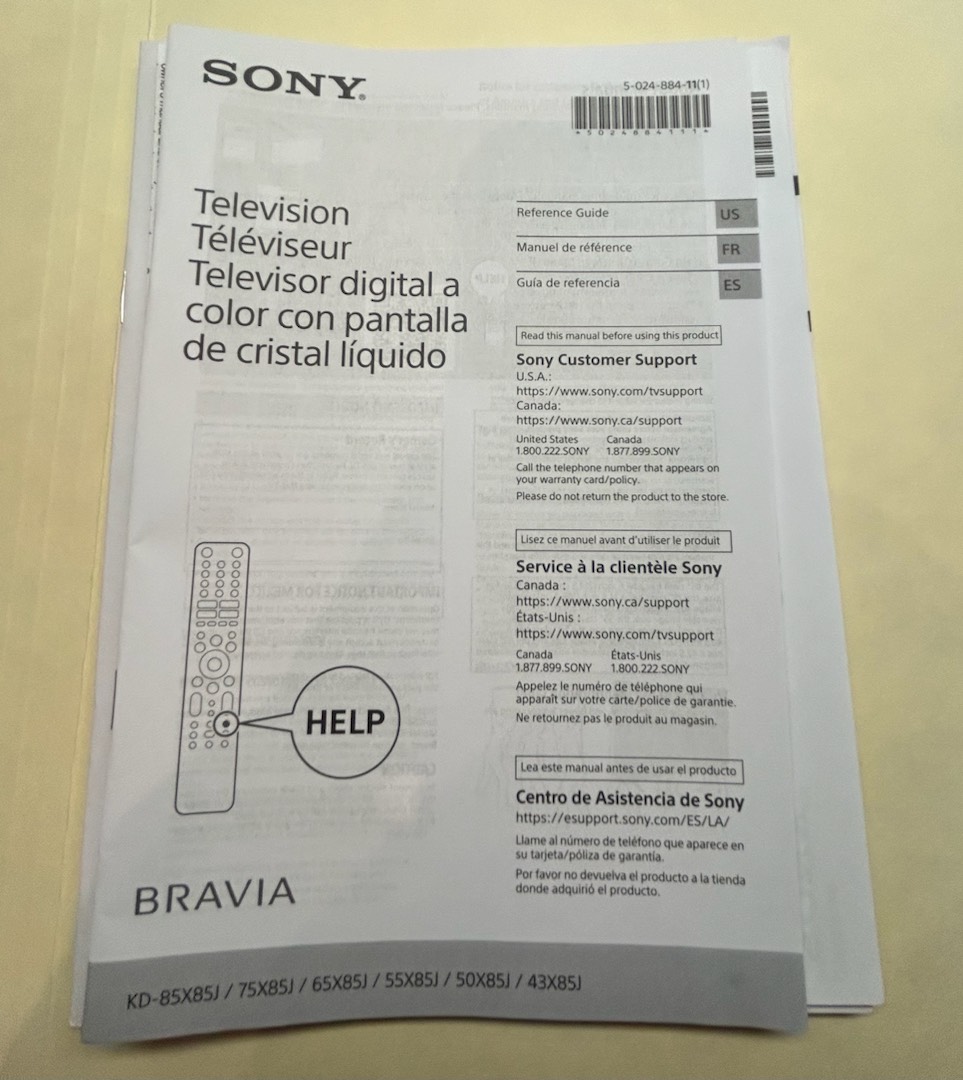 SONY®
5-024-884-11(1)
*5024884111*
Television
Téléviseur
Televisor digital a
color con pantalla
de cristal líquido
Reference Guide US
Manuel de référence FR
Guía de referencia ES
Read this manual before using this product
Sony Customer Support
U.S.A.:
https://www.sony.com/tvsupport
Canada:
https://www.sony.ca/support
United States Canada
1.800.222.SONY 1.877.899.SONY
Call the telephone number that appears on
your warranty card/policy.
Please do not return the product to the store.
Lisez ce manuel avant d'utiliser le produit
Service à la clientèle Sony
Canada :
https://www.sony.ca/support
États-Unis :
https://www.sony.com/tvsupport
Canada États-Unis
1.877.899.SONY 1.800.222.SONY
Appelez le numéro de téléphone qui
apparaît sur votre carte/police de garantie.
Ne retournez pas le produit au magasin.
HELP
Lea este manual antes de usar el producto
Centro de Asistencia de Sony
https://esupport.sony.com/ES/LA/
Llame al número de teléfono que aparece en
su tarjeta/póliza de garantía.
Por favor no devuelva el producto a la tienda
donde adquirió el producto.
BRAVIA
KD-85X85J / 75X85J / 65X85J / 55X85J / 50X85J / 43X85J